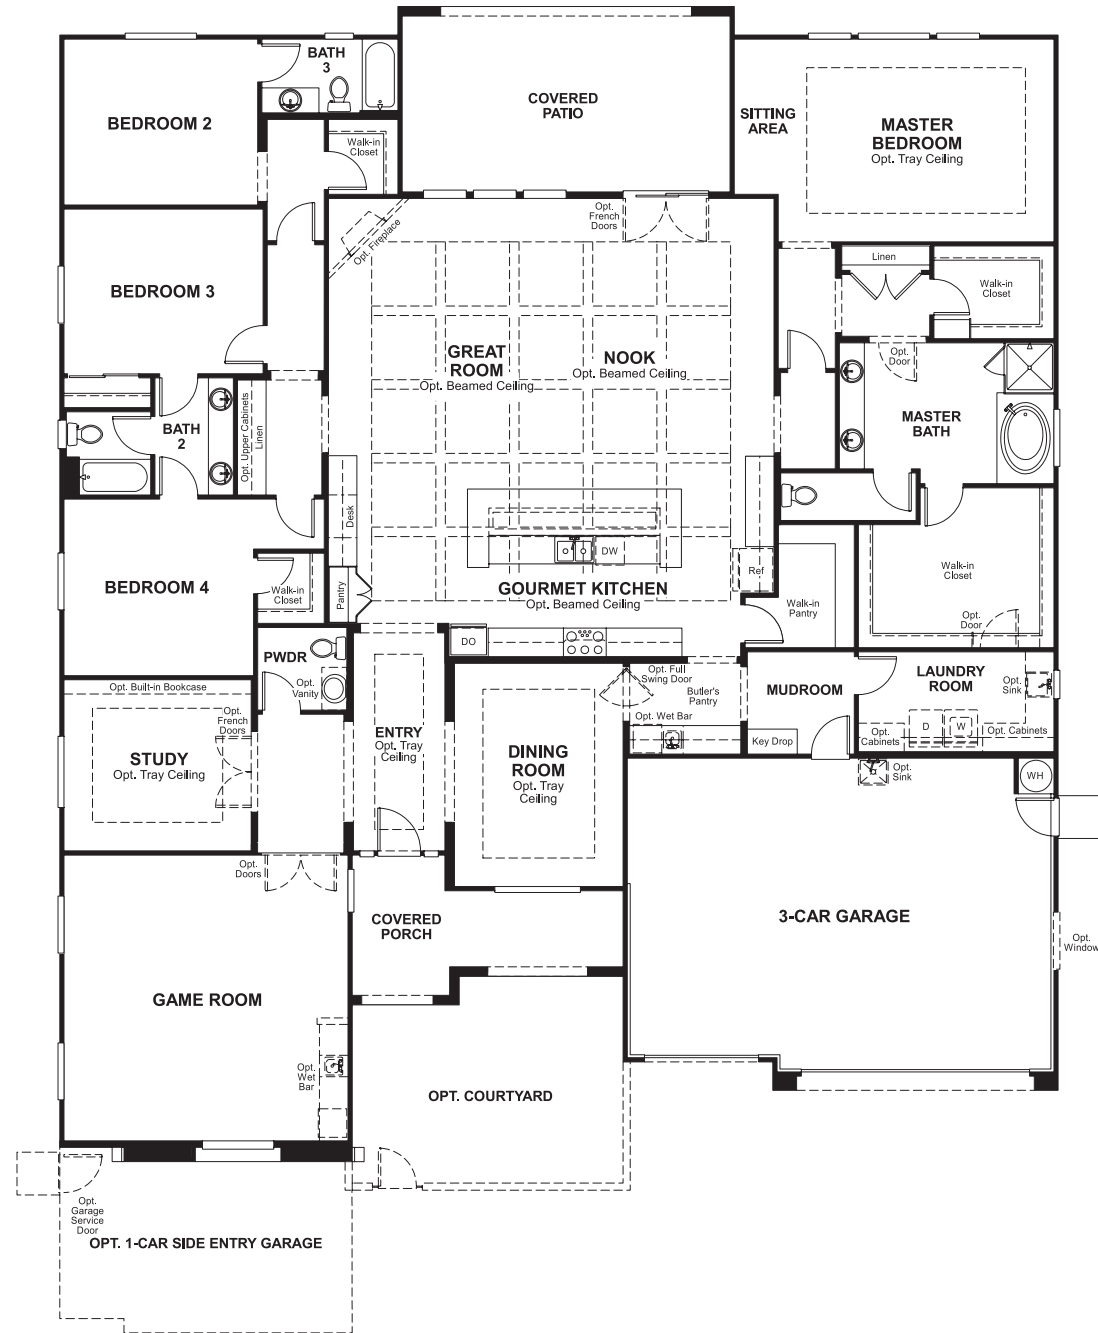 BATH
3
BEDROOM 2
Walk-in
Closet
COVERED
PATIO
SITTING
AREA
MASTER
BEDROOM
Opt. Tray Ceiling
Opt.
French
Doors
Opt. Fireplace
BEDROOM 3
Linen
Walk-in
Closet
GREAT
ROOM
Opt. Beamed Ceiling
NOOK
Opt. Beamed Ceiling
Opt.
Door
MASTER
BATH
BATH
2
Opt. Upper Cabinets
Linen
Desk
DW
Ref
Walk-in
Closet
Opt.
Door
BEDROOM 4
Walk-in
Closet
Pantry
GOURMET KITCHEN
Opt. Beamed Ceiling
Walk-in
Pantry
DO
PWDR
Opt.
Vanity
Opt. Full
Swing Door
Butler's
Pantry
MUDROOM
LAUNDRY
ROOM
Opt.
Sink
Opt. Built-in Bookcase
Opt.
French
Doors
STUDY
Opt. Tray Ceiling
ENTRY
Opt. Tray
Ceiling
DINING
ROOM
Opt. Tray
Ceiling
Opt. Wet Bar
Key Drop
Opt.
Cabinets
D
W
Opt. Cabinets
Opt.
Sink
WH
Opt.
Doors
COVERED
PORCH
3-CAR GARAGE
Opt.
Window
GAME ROOM
Opt.
Wet
Bar
OPT. COURTYARD
Opt.
Garage
Service
Door
OPT. 1-CAR SIDE ENTRY GARAGE